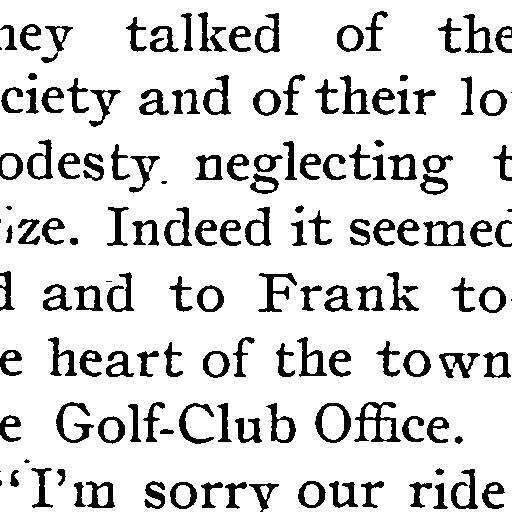 hey talked of the
ciety and of their lo
odesty. neglecting t
ize. Indeed it seemed
d and to Frank to-
e heart of the town
e Golf-Club Office.
“I’m sorry our ride